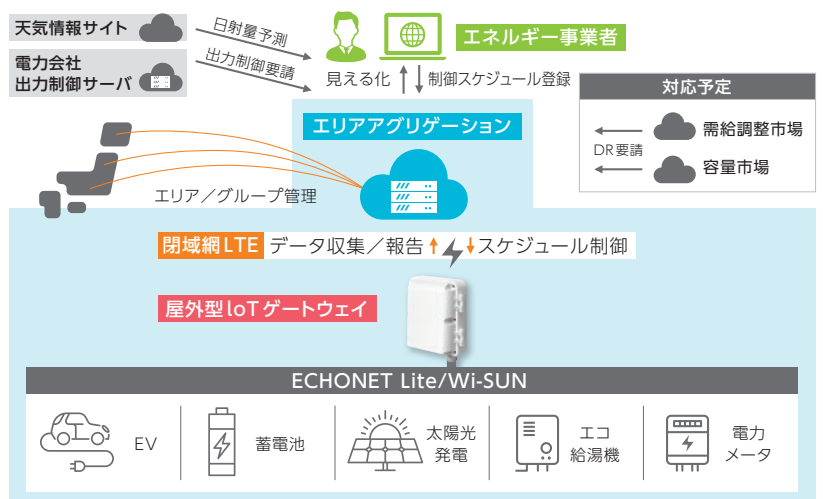 天気情報サイト
日射量予測
エネルギー事業者
電力会社
出力制御サーバ
出力制御要請
見える化
制御スケジュール登録
対応予定
DR要請
需給調整市場
容量市場
エリアアグリゲーション
エリア／グループ管理
閉域網LTE データ収集／報告 スケジュール制御
屋外型IoTゲートウェイ
ECHONET Lite/Wi-SUN
EV
蓄電池
太陽光
発電
エコ
給湯機
電力
メータ